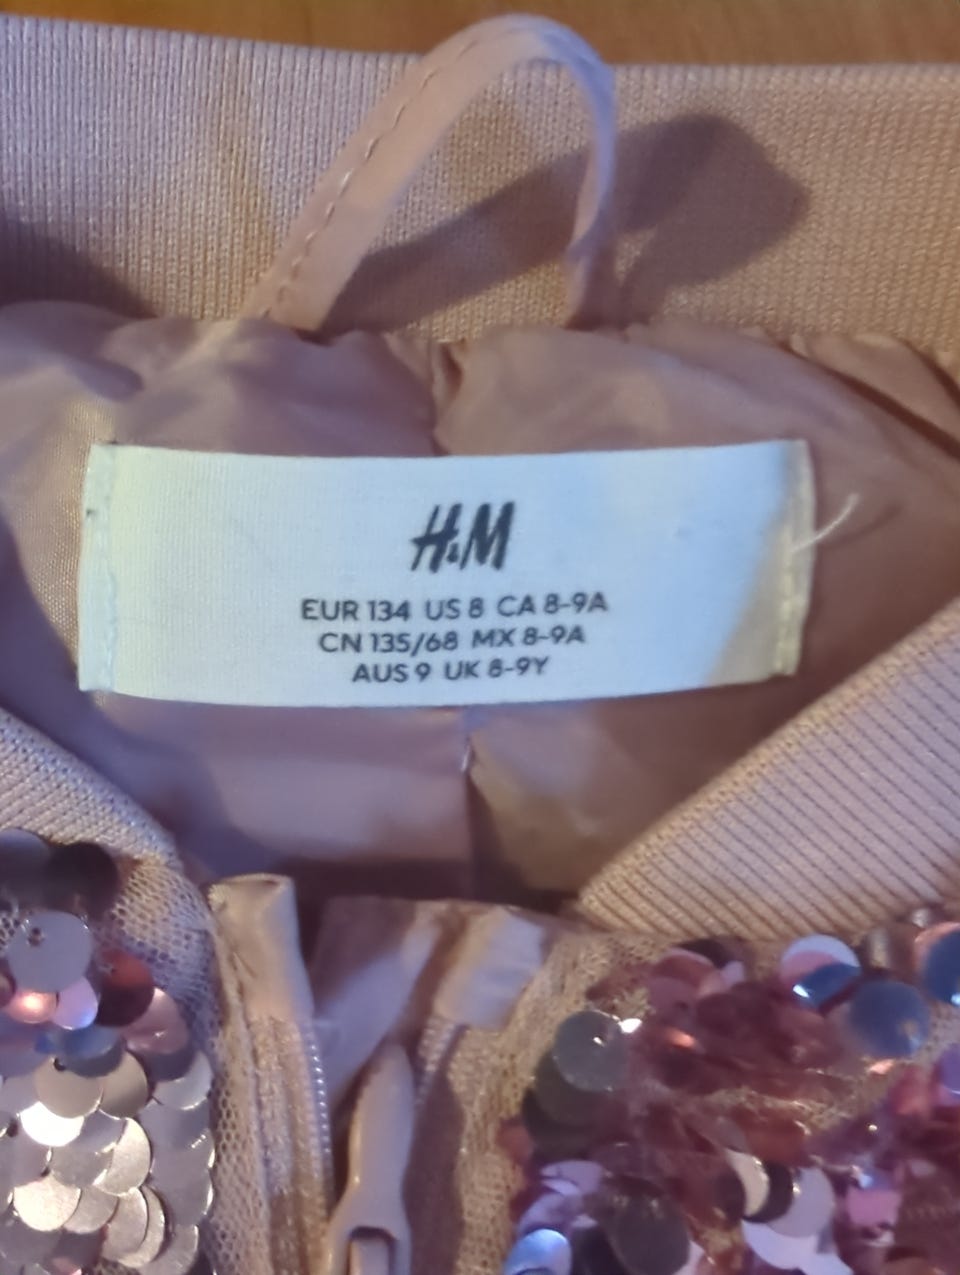 H&M
EUR 134 US 8 CA 8-9A
CN 135/68 MX 8-9A
AUS 9 UK 8-9Y